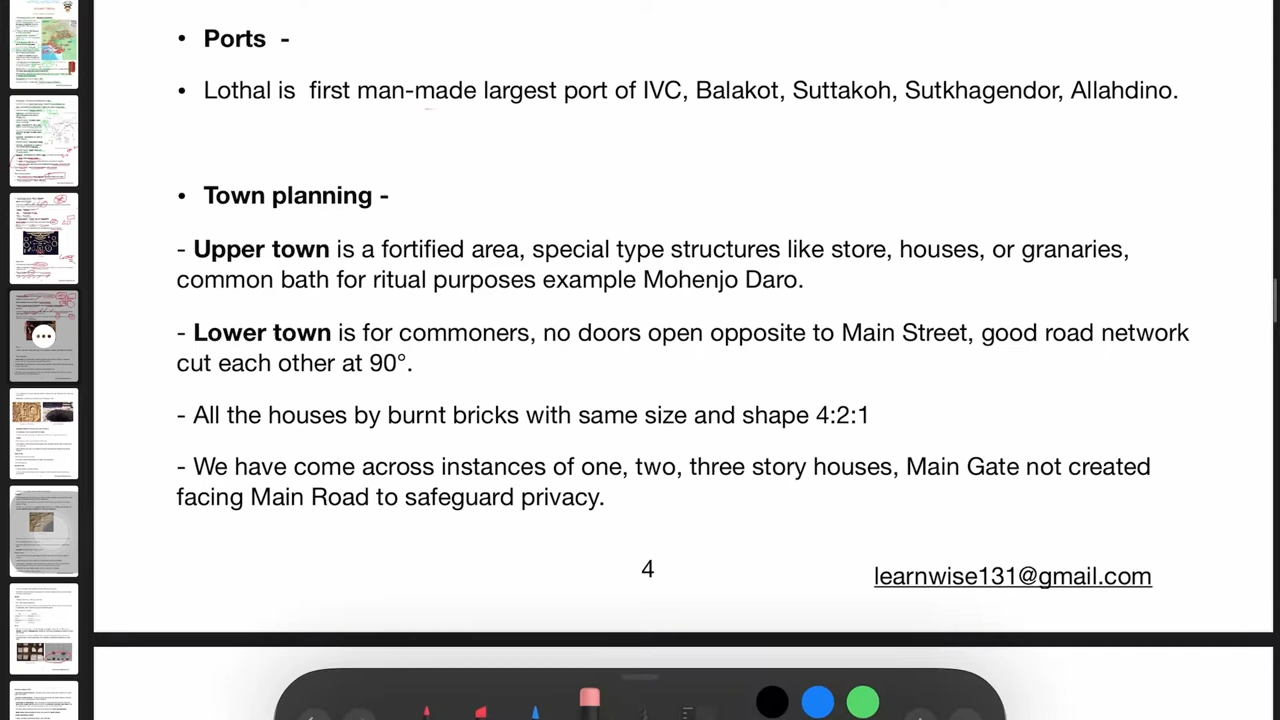 • Ports -
• Lothal is first man-made largest port of IVC, Balakot, Suttakoh, Sutkhagendor, Allahdino.
• Town planning -
- Upper town is a fortified area, special type structures like store, houses, or granaries,
common bath for ritual purposes example Mohenjo Daro.
- Lower town is for commoners, no doors open opposite to Main Street, good road network
cut each other at 90°.
- All the houses by burnt bricks with same size and shape 4:2:1
- We have come across instances of one, two, three story houses, Main Gate not created
facing Main Road to safeguard privacy.
4
learnwise131@gmail.com